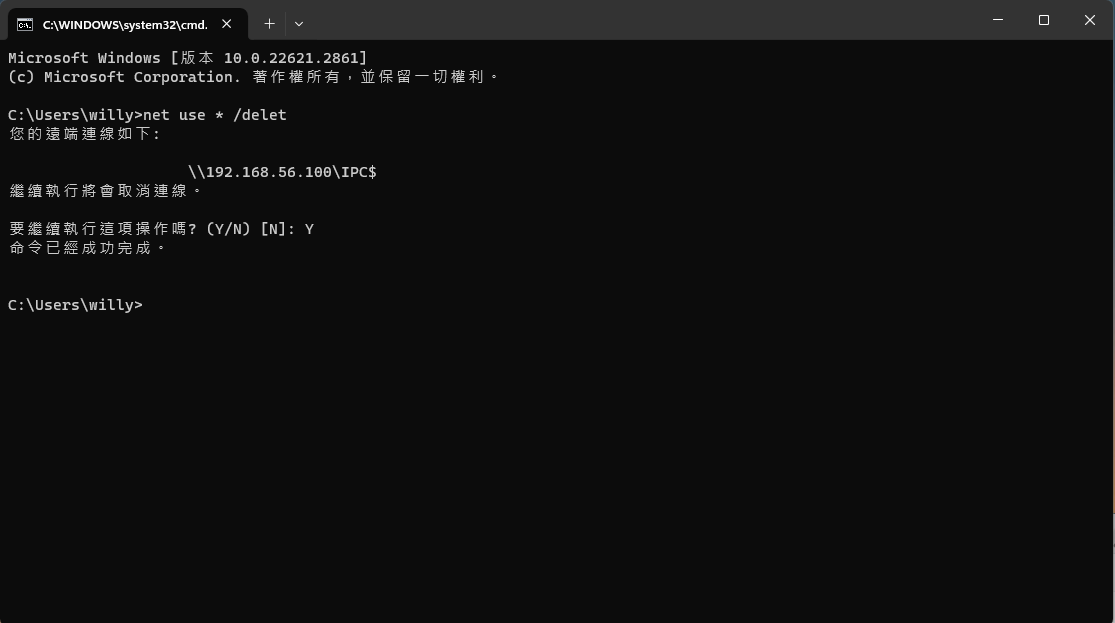 C:\WINDOWS\system32\cmd.
Microsoft Windows [版本 10.0.22621.2861]
(c) Microsoft Corporation. 著作權所有，並保留一切權利。
C:\Users\willy>net use * /delet
您的遠端連線如下:
\\192.168.56.100\IPC$
繼續執行將會取消連線。
要繼續執行這項操作嗎? (Y/N) [N]: Y
命令已經成功完成。
C:\Users\willy>